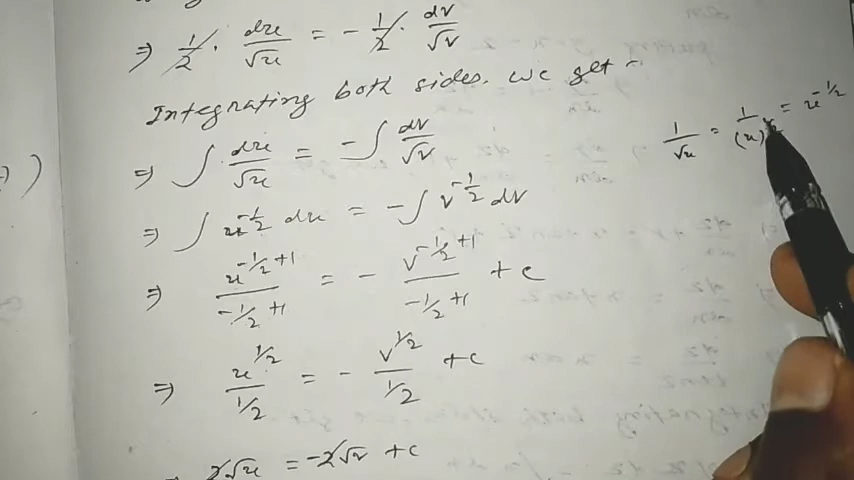 ⇒ 1/2 · dx/√x = - 1/2 · dv/√v
Integrating both sides. We get -
⇒ ∫ dx/√x = - ∫ dv/√v
1/√x = 1/(x)^1/2 = x^-1/2
⇒ ∫ x^-1/2 dx = - ∫ v^-1/2 dv
⇒ x^-1/2+1 / -1/2+1 = - v^-1/2+1 / -1/2+1 + c
⇒ x^1/2 / 1/2 = - v^1/2 / 1/2 + c
⇒ 2√x = -2√v + c